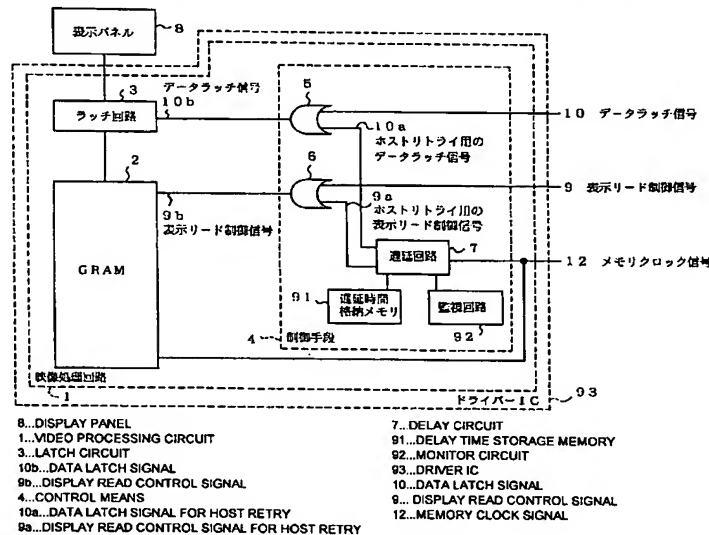 表示パネル
8
3
データラッチ信号
10b
ラッチ回路
5
10a
ホストリトライ用の
データラッチ信号
10 データラッチ信号
2
6
9b
表示リード制御信号
9a
ホストリトライ用の
表示リード制御信号
9 表示リード制御信号
GRAM
7
遅延回路
12 メモリクロック信号
91
遅延時間
格納メモリ
監視回路
92
4
制御手段
映像処理回路
1
ドライバーIC
93
8...DISPLAY PANEL
1...VIDEO PROCESSING CIRCUIT
3...LATCH CIRCUIT
10b...DATA LATCH SIGNAL
9b...DISPLAY READ CONTROL SIGNAL
4...CONTROL MEANS
10a...DATA LATCH SIGNAL FOR HOST RETRY
9a...DISPLAY READ CONTROL SIGNAL FOR HOST RETRY
7...DELAY CIRCUIT
91...DELAY TIME STORAGE MEMORY
92...MONITOR CIRCUIT
93...DRIVER IC
10...DATA LATCH SIGNAL
9... DISPLAY READ CONTROL SIGNAL
12...MEMORY CLOCK SIGNAL